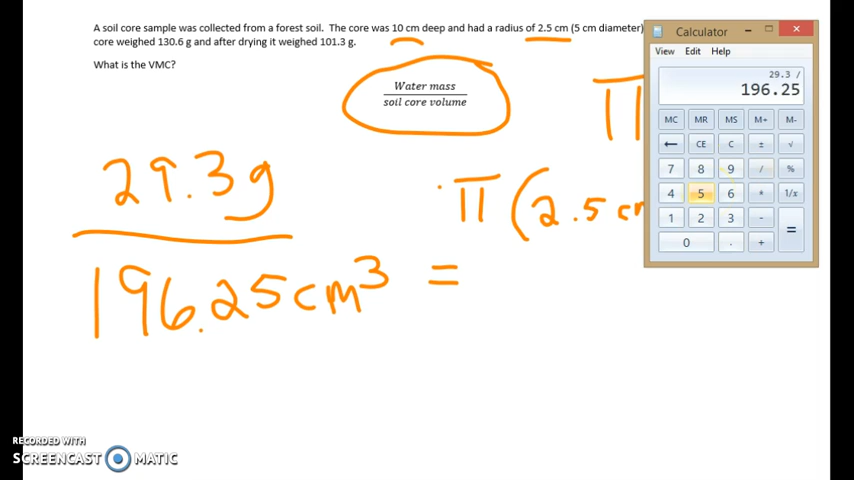 A soil core sample was collected from a forest soil. The core was 10 cm deep and had a radius of 2.5 cm (5 cm diameter)
core weighed 130.6 g and after drying it weighed 101.3 g.
What is the VMC?
Water mass
soil core volume
π
29.3g
π (2.5 cm
196.25 cm³ =
Calculator
View Edit Help
29.3 /
196.25
MC MR MS M+ M-
← CE C ± √
7 8 9 / %
4 5 6 * 1/x
1 2 3 - =
0 . +
RECORDED WITH
SCREENCAST MATIC